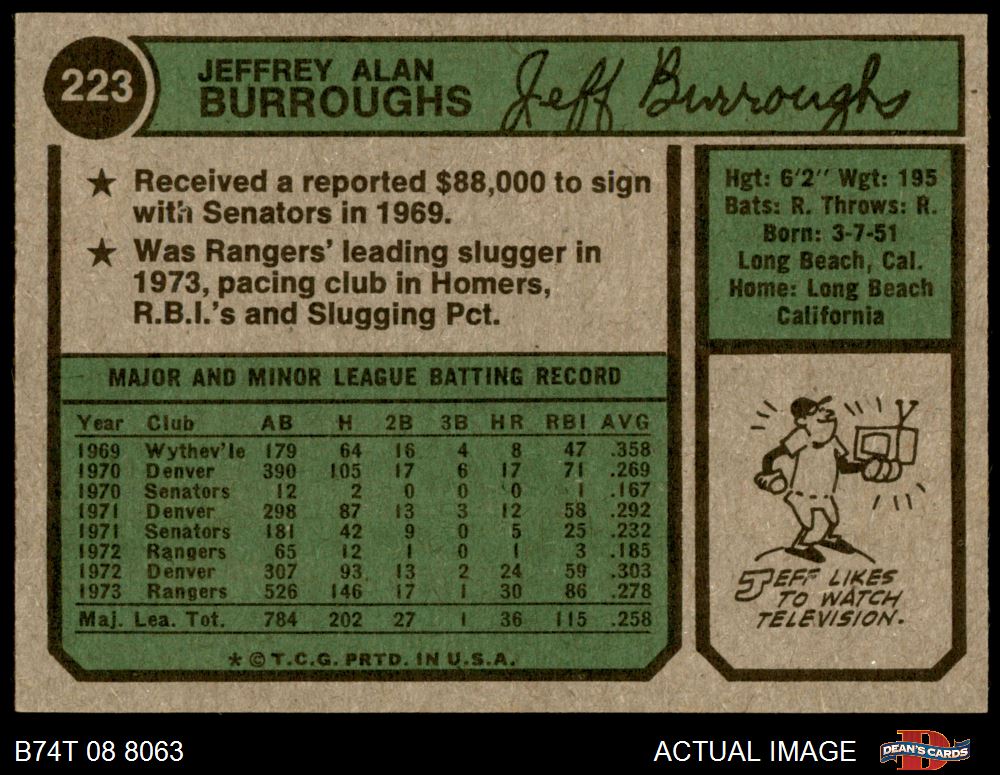 223
JEFFREY ALAN
BURROUGHS
Jeff Burroughs
★ Received a reported $88,000 to sign
with Senators in 1969.
★ Was Rangers' leading slugger in
1973, pacing club in Homers,
R.B.I.'s and Slugging Pct.
Hgt: 6'2" Wgt: 195
Bats: R. Throws: R.
Born: 3-7-51
Long Beach, Cal.
Home: Long Beach
California
MAJOR AND MINOR LEAGUE BATTING RECORD
Year Club AB H 2B 3B HR RBI AVG
1969 Wythev'le 179 64 16 4 8 47 .358
1970 Denver 390 105 17 6 17 71 .269
1970 Senators 12 2 0 0 0 1 .167
1971 Denver 298 87 13 3 12 58 .292
1971 Senators 181 42 9 0 5 25 .232
1972 Rangers 65 12 1 0 1 3 .185
1972 Denver 307 93 13 2 24 59 .303
1973 Rangers 526 146 17 1 30 86 .278
Maj. Lea. Tot. 784 202 27 1 36 115 .258
* © T.C.G. PRTD. IN U.S.A.
JEFF LIKES
TO WATCH
TELEVISION.
B74T 08 8063
ACTUAL IMAGE
DEAN'S CARDS